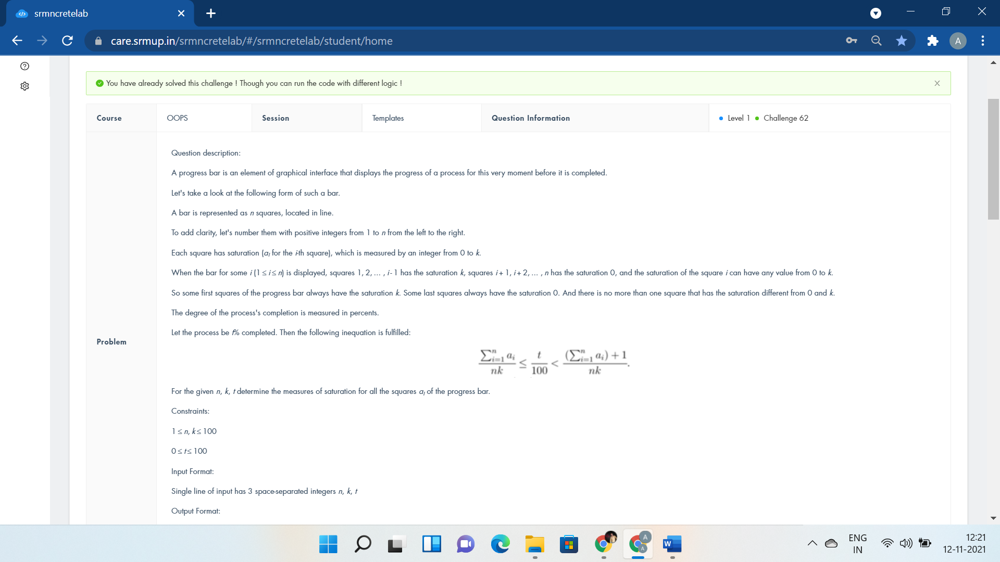 srmncretelab
care.srmup.in/srmncretelab/#/srmncretelab/student/home
A
You have already solved this challenge ! Though you can run the code with different logic !
Course OOPS Session Templates Question Information Level 1 Challenge 62
Question description:
A progress bar is an element of graphical interface that displays the progress of a process for this very moment before it is completed.
Let's take a look at the following form of such a bar.
A bar is represented as n squares, located in line.
To add clarity, let's number them with positive integers from 1 to n from the left to the right.
Each square has saturation (aᵢ for the i-th square), which is measured by an integer from 0 to k.
When the bar for some i (1 ≤ i ≤ n) is displayed, squares 1, 2, ... , i - 1 has the saturation k, squares i + 1, i + 2, ... , n has the saturation 0, and the saturation of the square i can have any value from 0 to k.
So some first squares of the progress bar always have the saturation k. Some last squares always have the saturation 0. And there is no more than one square that has the saturation different from 0 and k.
The degree of the process's completion is measured in percents.
Let the process be t% completed. Then the following inequation is fulfilled:
Problem
\frac{\sum_{i=1}^{n} a_i}{nk} \leq \frac{t}{100} < \frac{(\sum_{i=1}^{n} a_i) + 1}{nk}.
For the given n, k, t determine the measures of saturation for all the squares aᵢ of the progress bar.
Constraints:
1 ≤ n, k ≤ 100
0 ≤ t ≤ 100
Input Format:
Single line of input has 3 space-separated integers n, k, t
Output Format:
A
A
W
ENG
IN
12:21
12-11-2021